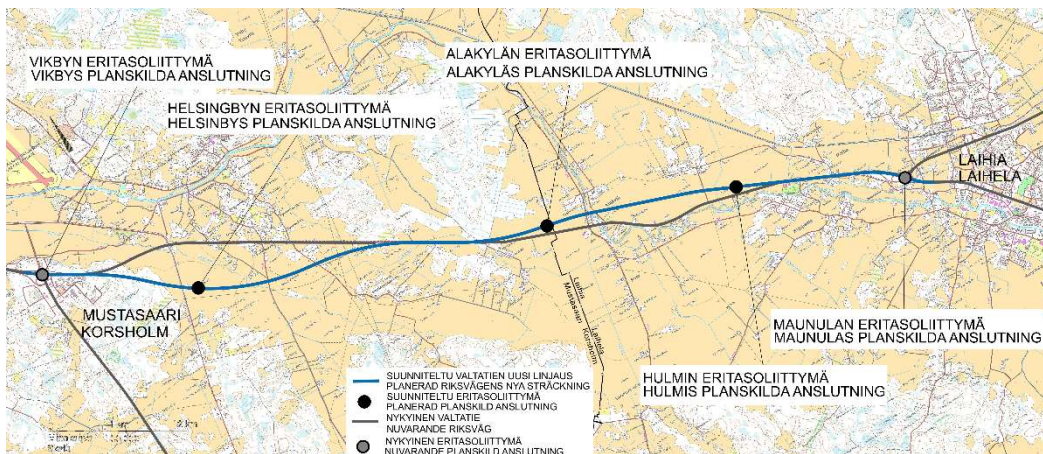 VIKBYN ERITASOLIITTYMÄ
VIKBYS PLANSKILDA ANSLUTNING
HELSINGBYN ERITASOLIITTYMÄ
HELSINBYS PLANSKILDA ANSLUTNING
ALAKYLÄN ERITASOLIITTYMÄ
ALAKYLÄS PLANSKILDA ANSLUTNING
LAIHIA
LAIHELA
MUSTASAARI
KORSHOLM
Laihia
Mustasaari
Laihela
Korsholm
MAUNULAN ERITASOLIITTYMÄ
MAUNULAS PLANSKILDA ANSLUTNING
HULMIN ERITASOLIITTYMÄ
HULMIS PLANSKILDA ANSLUTNING
SUUNNITELTU VALTATIEN UUSI LINJAUS
PLANERAD RIKSVÄGENS NYA STRÄCKNING
SUUNNITELTU ERITASOLIITTYMÄ
PLANERAD PLANSKILD ANSLUTNING
NYKYINEN VALTATIE
NUVARANDE RIKSVÄG
NYKYINEN ERITASOLIITTYMÄ
NUVARANDE PLANSKILD ANSLUTNING